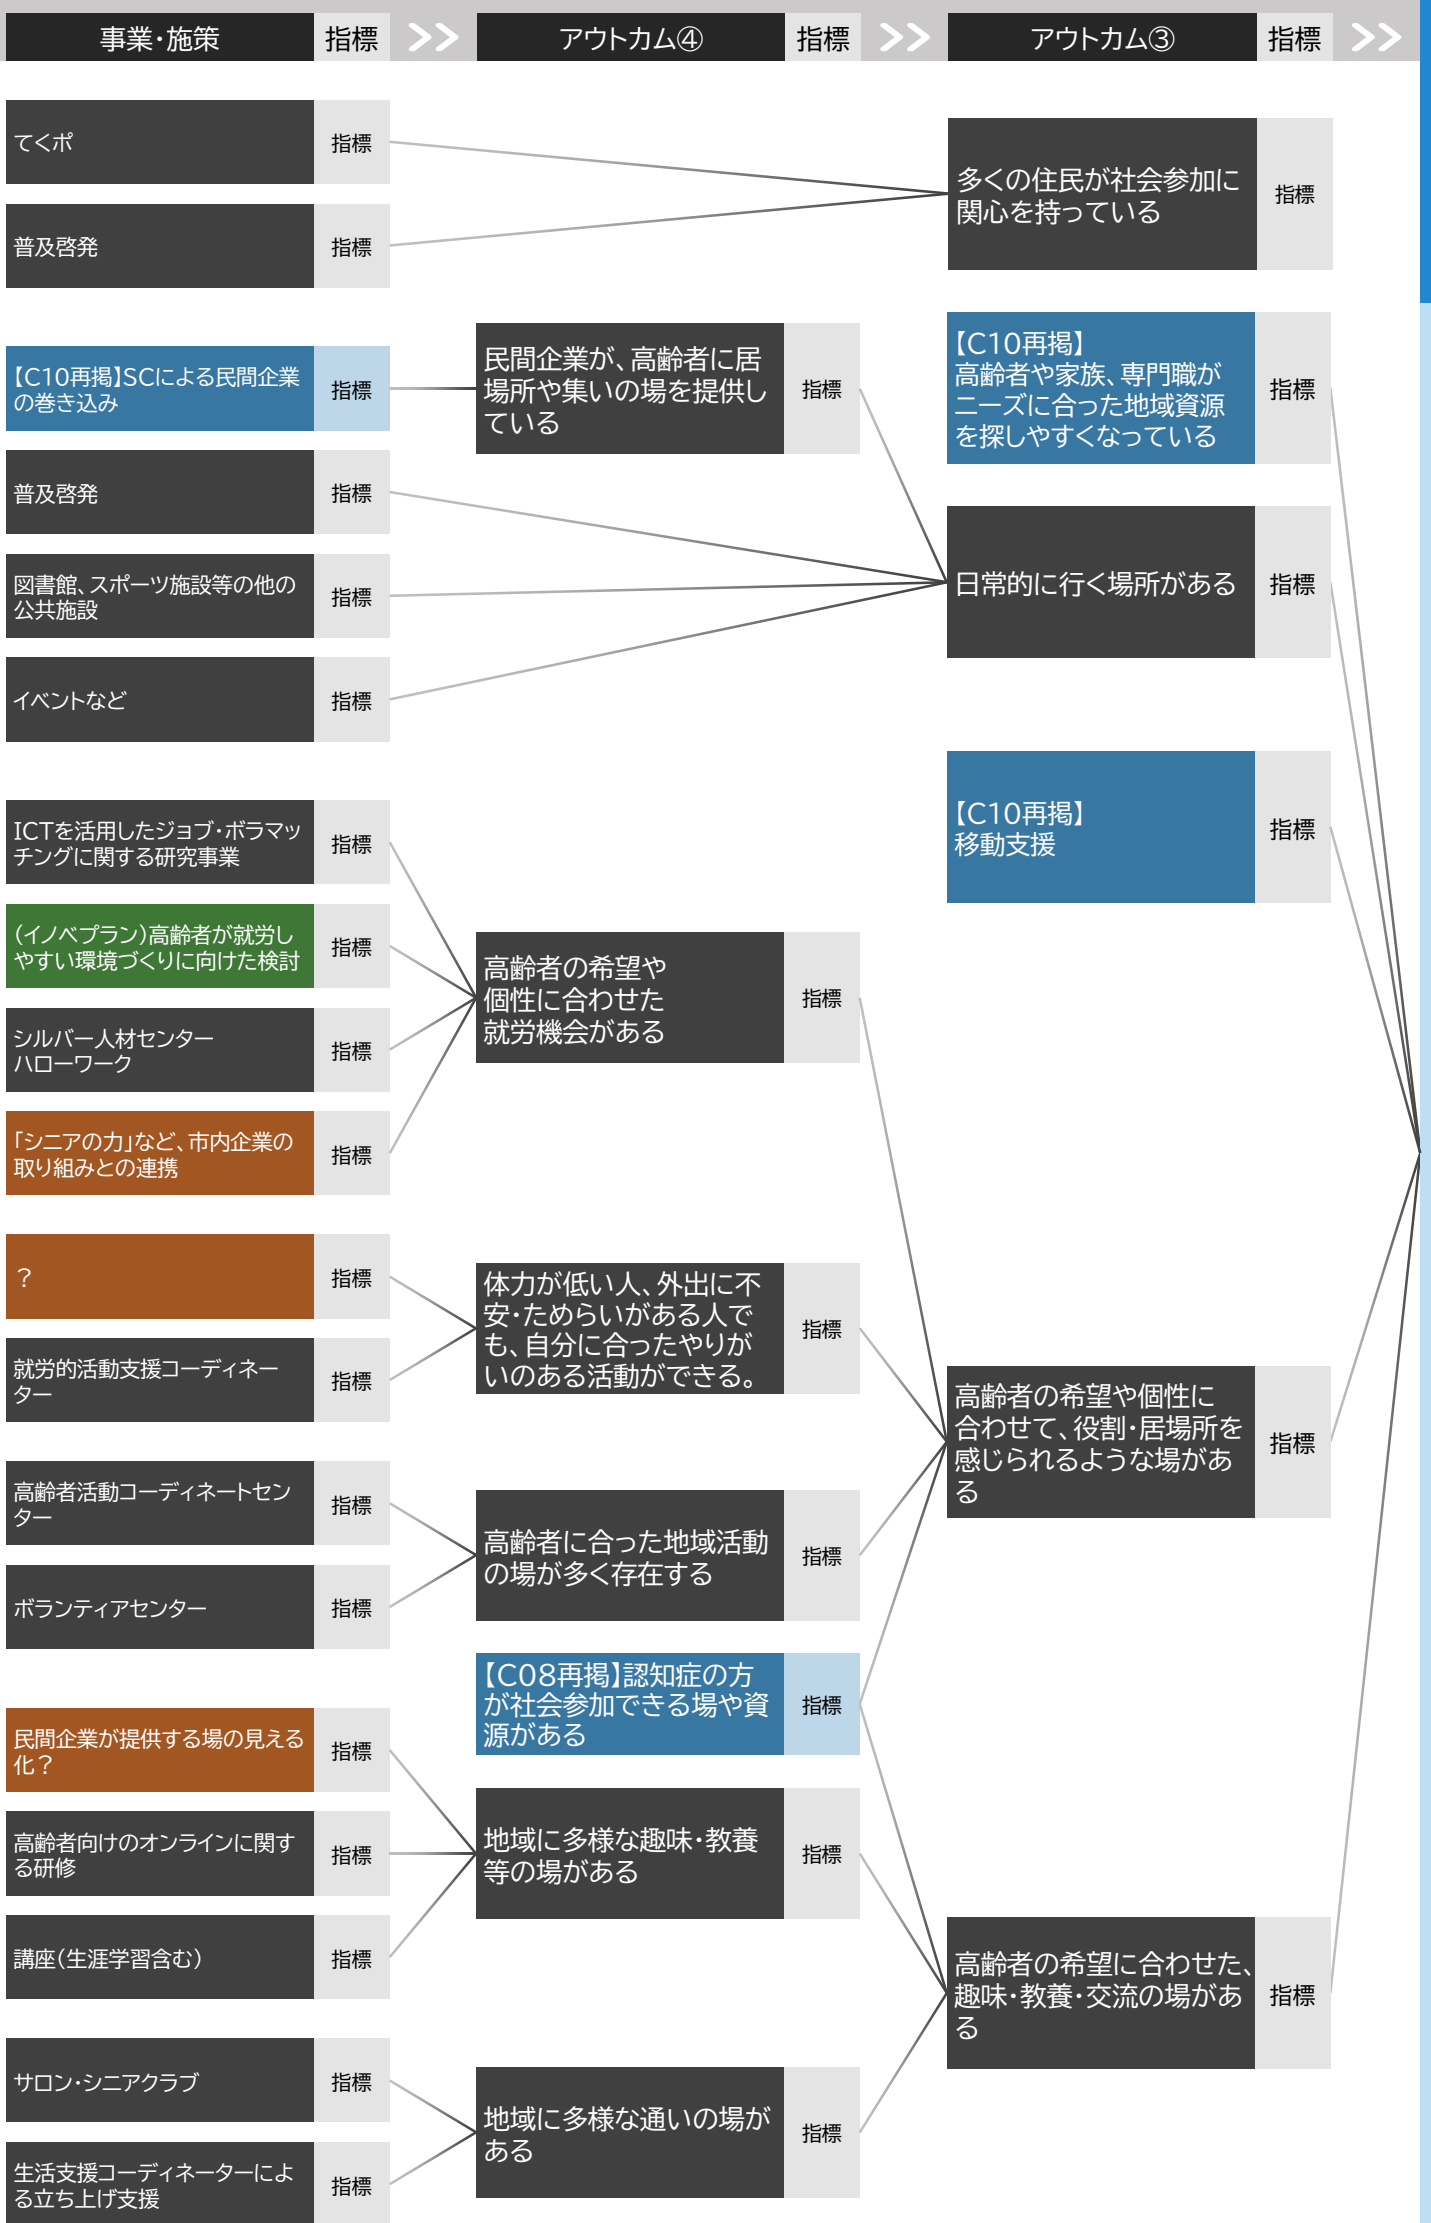 事業・施策 指標 >> アウトカム④ 指標 >> アウトカム③ 指標 >>
てくポ
指標
普及啓発
指標
多くの住民が社会参加に
関心を持っている
指標
【C10再掲】SCによる民間企業
の巻き込み
指標
民間企業が、高齢者に居
場所や集いの場を提供し
ている
指標
【C10再掲】
高齢者や家族、専門職が
ニーズに合った地域資源
を探しやすくなっている
指標
普及啓発
指標
図書館、スポーツ施設等の他の
公共施設
指標
イベントなど
指標
日常的に行く場所がある
指標
【C10再掲】
移動支援
指標
ICTを活用したジョブ・ボラマッ
チングに関する研究事業
指標
(イノベプラン)高齢者が就労し
やすい環境づくりに向けた検討
指標
シルバー人材センター
ハローワーク
指標
「シニアの力」など、市内企業の
取り組みとの連携
指標
高齢者の希望や
個性に合わせた
就労機会がある
指標
?
指標
就労的活動支援コーディネー
ター
指標
体力が低い人、外出に不
安・ためらいがある人で
も、自分に合ったやりが
いのある活動ができる。
指標
高齢者の希望や個性に
合わせて、役割・居場所を
感じられるような場があ
る
指標
高齢者活動コーディネートセン
ター
指標
ボランティアセンター
指標
高齢者に合った地域活動
の場が多く存在する
指標
【C08再掲】認知症の方
が社会参加できる場や資
源がある
指標
民間企業が提供する場の見える
化?
指標
高齢者向けのオンラインに関す
る研修
指標
講座(生涯学習含む)
指標
地域に多様な趣味・教養
等の場がある
指標
高齢者の希望に合わせた、
趣味・教養・交流の場があ
る
指標
サロン・シニアクラブ
指標
生活支援コーディネーターによ
る立ち上げ支援
指標
地域に多様な通いの場が
ある
指標